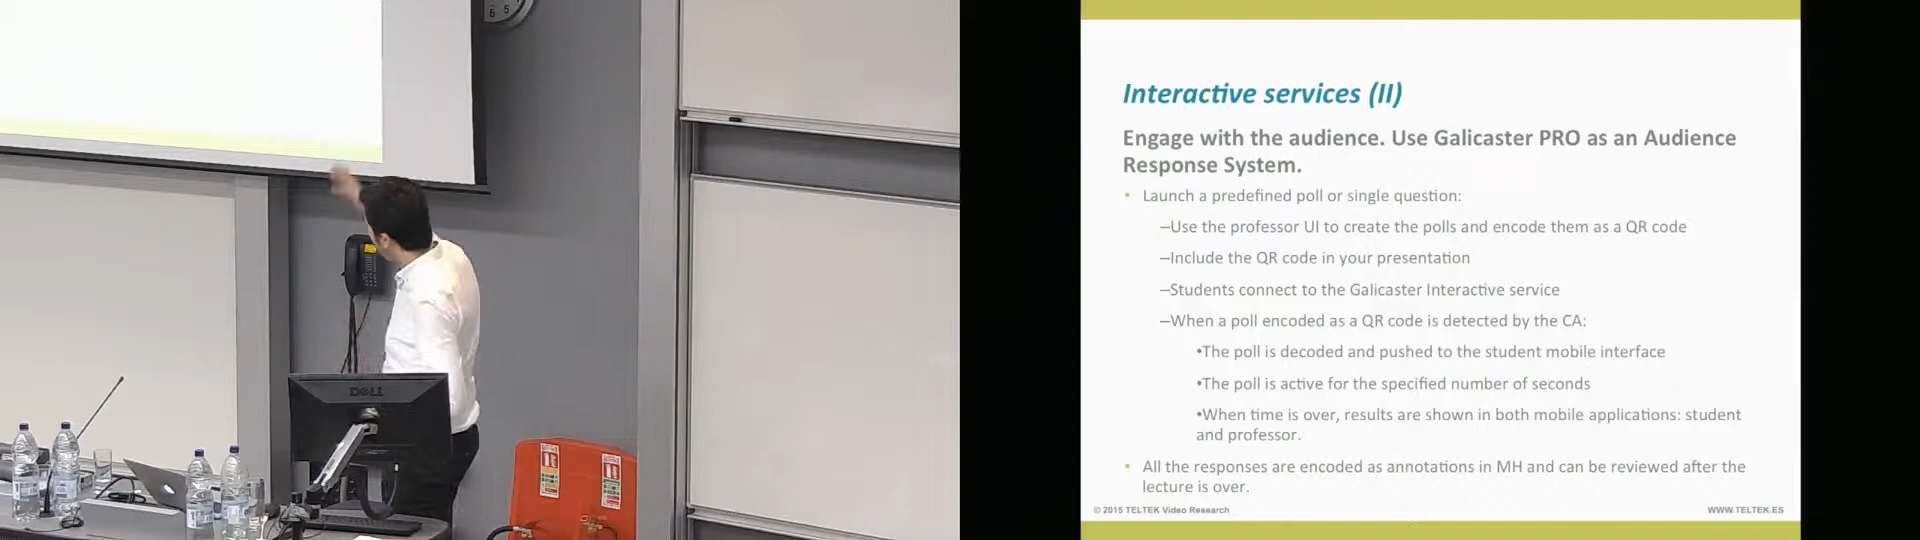 6 5
DELL
Interactive services (II)
Engage with the audience. Use Galicaster PRO as an Audience
Response System.
• Launch a predefined poll or single question:
–Use the professor UI to create the polls and encode them as a QR code
–Include the QR code in your presentation
–Students connect to the Galicaster Interactive service
–When a poll encoded as a QR code is detected by the CA:
•The poll is decoded and pushed to the student mobile interface
•The poll is active for the specified number of seconds
•When time is over, results are shown in both mobile applications: student
and professor.
• All the responses are encoded as annotations in MH and can be reviewed after the
lecture is over.
© 2015 TELTEK Video Research
WWW.TELTEK.ES